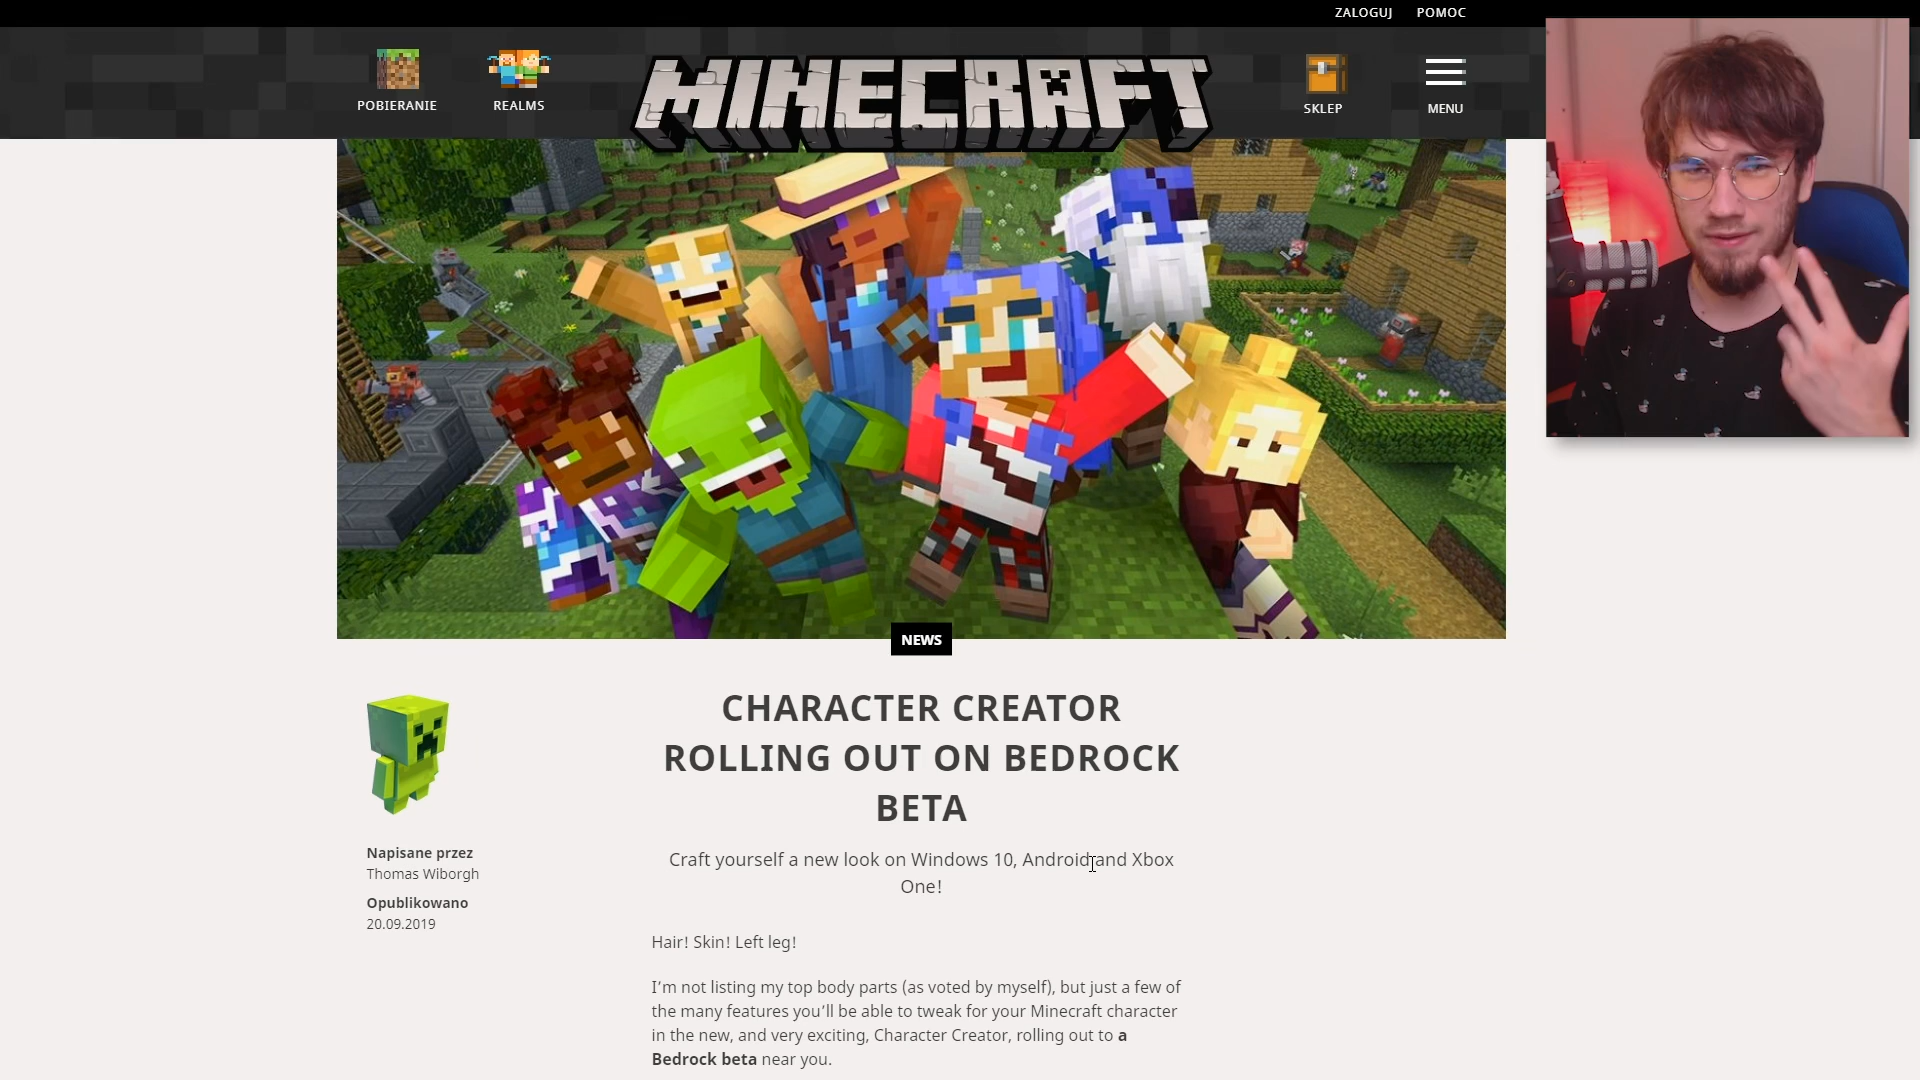 ZALOGUJ POMOC
POBIERANIE
REALMS
MINECRAFT
SKLEP
MENU
NEWS
CHARACTER CREATOR
ROLLING OUT ON BEDROCK
BETA
Craft yourself a new look on Windows 10, Android and Xbox
One!
Napisane przez
Thomas Wiborgh
Opublikowano
20.09.2019
Hair! Skin! Left leg!
I’m not listing my top body parts (as voted by myself), but just a few of
the many features you’ll be able to tweak for your Minecraft character
in the new, and very exciting, Character Creator, rolling out to a
Bedrock beta near you.